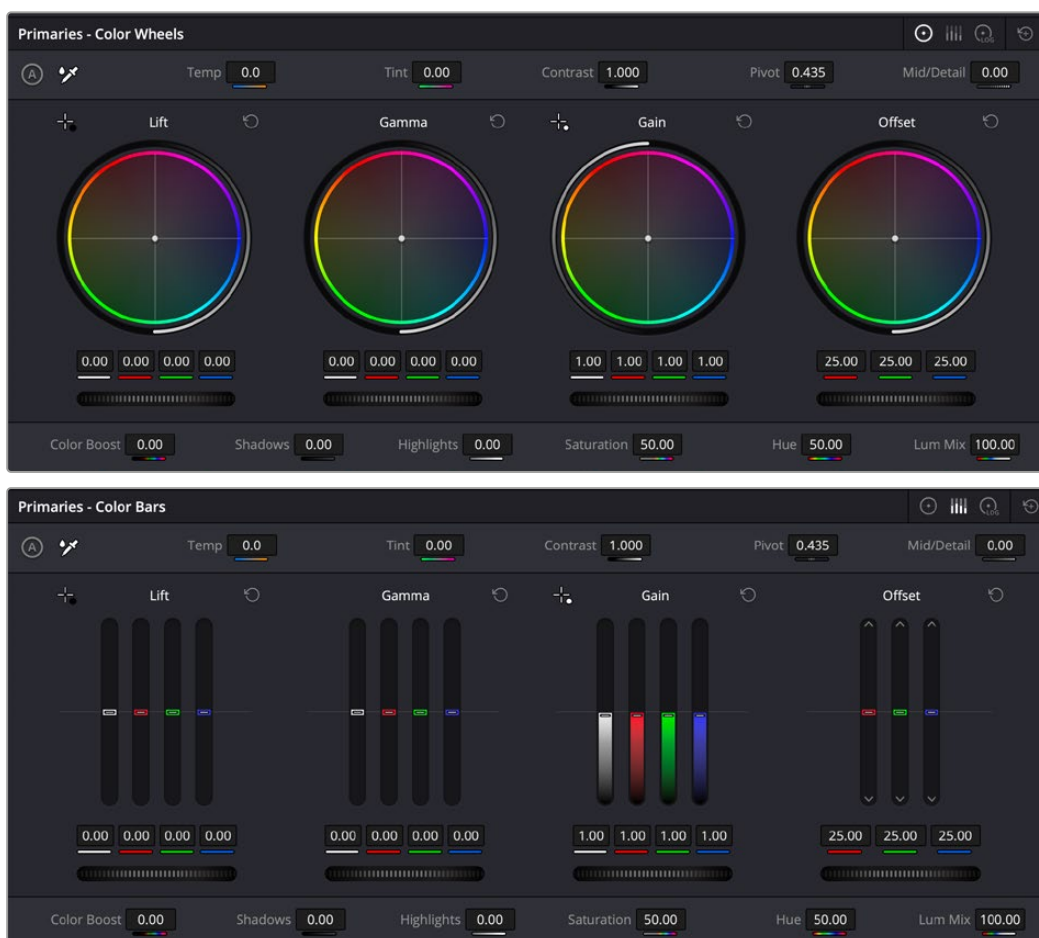 Primaries - Color Wheels
LOG
A Temp 0.0 Tint 0.00 Contrast 1.000 Pivot 0.435 Mid/Detail 0.00
Lift Gamma Gain Offset
0.00 0.00 0.00 0.00 0.00 0.00 0.00 0.00 1.00 1.00 1.00 1.00 25.00 25.00 25.00
Color Boost 0.00 Shadows 0.00 Highlights 0.00 Saturation 50.00 Hue 50.00 Lum Mix 100.00
Primaries - Color Bars
LOG
A Temp 0.0 Tint 0.00 Contrast 1.000 Pivot 0.435 Mid/Detail 0.00
Lift Gamma Gain Offset
0.00 0.00 0.00 0.00 0.00 0.00 0.00 0.00 1.00 1.00 1.00 1.00 25.00 25.00 25.00
Color Boost 0.00 Shadows 0.00 Highlights 0.00 Saturation 50.00 Hue 50.00 Lum Mix 100.00